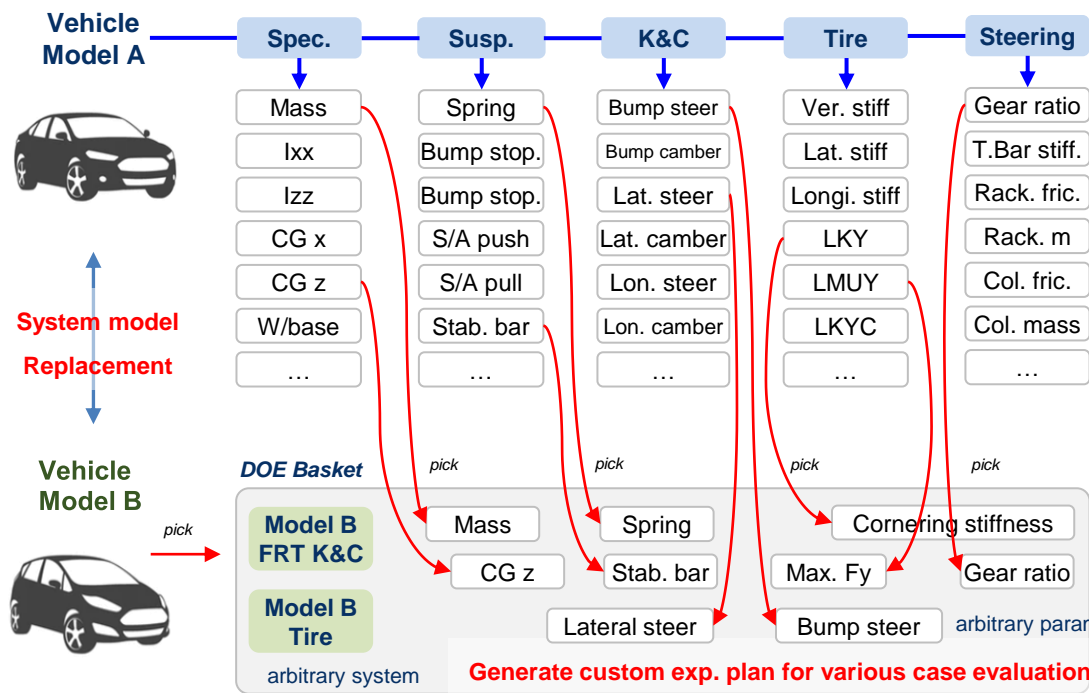 Vehicle
Model A
Spec.
Susp.
K&C
Tire
Steering
Mass
Spring
Bump steer
Ver. stiff
Gear ratio
Ixx
Bump stop.
Bump camber
Lat. stiff
T.Bar stiff.
Izz
Bump stop.
Lat. steer
Longi. stiff
Rack. fric.
CG x
S/A push
Lat. camber
LKY
Rack. m
CG z
S/A pull
Lon. steer
LMUY
Col. fric.
W/base
Stab. bar
Lon. camber
LKYC
Col. mass
…
…
…
…
…
System model
Replacement
Vehicle
Model B
pick
DOE Basket
pick
pick
pick
pick
Model B
FRT K&C
Mass
Spring
Cornering stiffness
CG z
Stab. bar
Max. Fy
Gear ratio
Model B
Tire
Lateral steer
Bump steer
arbitrary param
arbitrary system
Generate custom exp. plan for various case evaluation